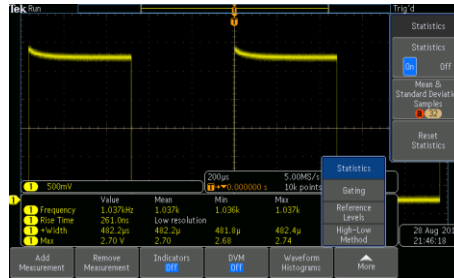 Tek Run
Trig'd
Statistics
Statistics
On Off
Mean &
Standard Deviatio
Samples
a 32
Reset
Statistics
1 500mV
200µs 5.00MS/s
T→▼0.000000 s 10k points
Value Mean Min Max
1 Frequency 1.037kHz 1.037k 1.036k 1.037k
1 Rise Time 261.0ns Low resolution
1 +Width 482.2µs 482.2µ 481.8µ 482.4µ
1 Max 2.70 V 2.70 2.68 2.74
Statistics
Gating
Reference
Levels
High-Low
Method
28 Aug 201
21:46:18
Add
Measurement
Remove
Measurement
Indicators
Off
DVM
Off
Waveform
Histograms
More